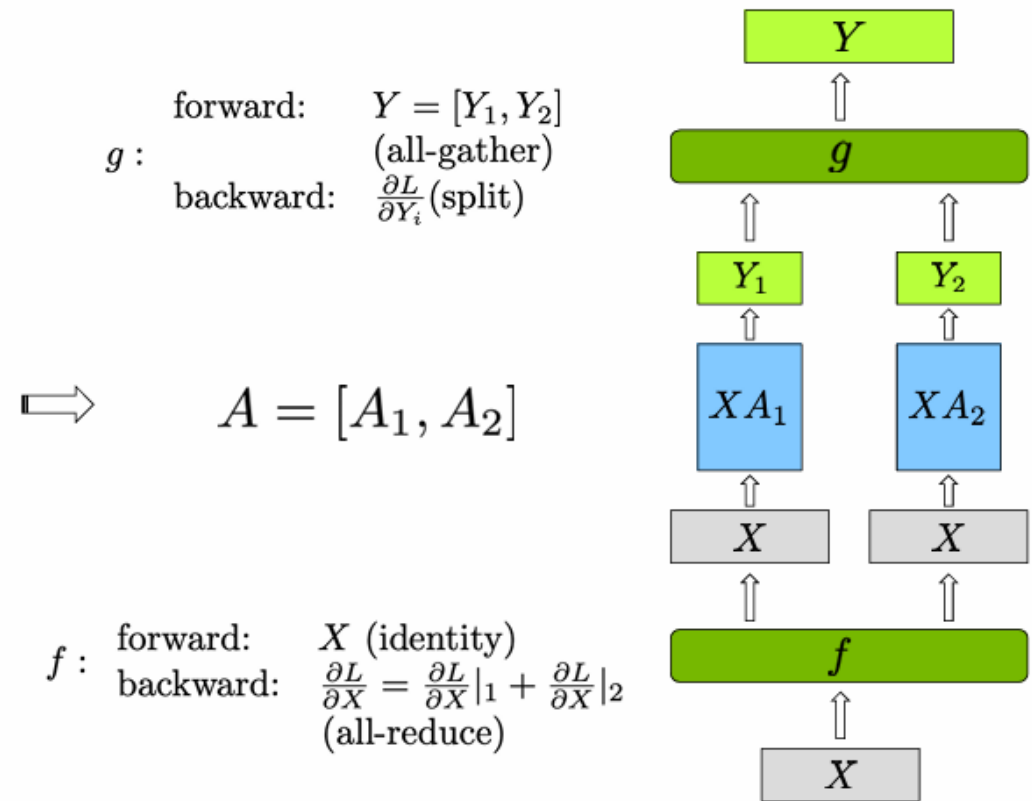 Y
forward: Y = [Y₁, Y₂]
g :
(all-gather)
g
backward: ∂L/∂Yᵢ (split)
Y₁ Y₂
A = [A₁, A₂]
XA₁ XA₂
X X
forward: X (identity)
f :
backward: ∂L/∂X = ∂L/∂X|₁ + ∂L/∂X|₂
(all-reduce)
f
X